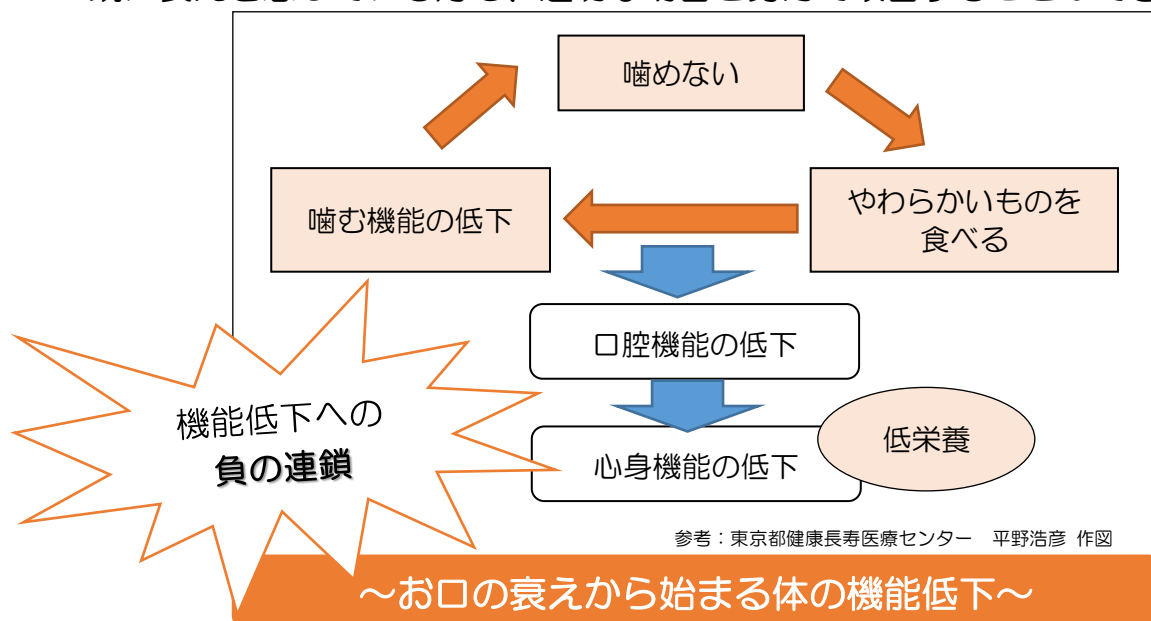 噛めない
やわらかいものを
食べる
噛む機能の低下
口腔機能の低下
機能低下への
負の連鎖
心身機能の低下
低栄養
参考：東京都健康長寿医療センター　平野浩彦 作図
～お口の衰えから始まる体の機能低下～